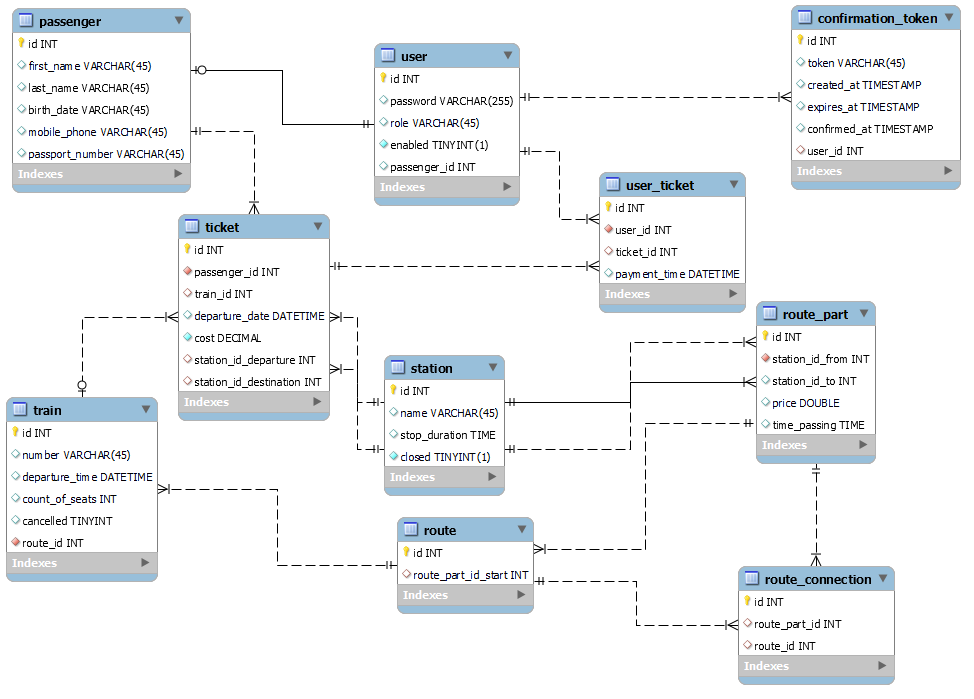 passenger
id INT
first_name VARCHAR(45)
last_name VARCHAR(45)
birth_date VARCHAR(45)
mobile_phone VARCHAR(45)
passport_number VARCHAR(45)
Indexes
user
id INT
password VARCHAR(255)
role VARCHAR(45)
enabled TINYINT(1)
passenger_id INT
Indexes
confirmation_token
id INT
token VARCHAR(45)
created_at TIMESTAMP
expires_at TIMESTAMP
confirmed_at TIMESTAMP
user_id INT
Indexes
user_ticket
id INT
user_id INT
ticket_id INT
payment_time DATETIME
Indexes
ticket
id INT
passenger_id INT
train_id INT
departure_date DATETIME
cost DECIMAL
station_id_departure INT
station_id_destination INT
Indexes
station
id INT
name VARCHAR(45)
stop_duration TIME
closed TINYINT(1)
Indexes
route_part
id INT
station_id_from INT
station_id_to INT
price DOUBLE
time_passing TIME
Indexes
train
id INT
number VARCHAR(45)
departure_time DATETIME
count_of_seats INT
cancelled TINYINT
route_id INT
Indexes
route
id INT
route_part_id_start INT
Indexes
route_connection
id INT
route_part_id INT
route_id INT
Indexes